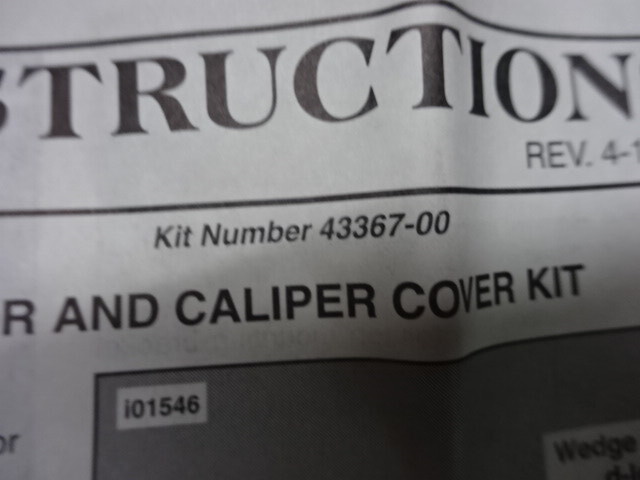 STRUCTION
REV. 4-1
Kit Number 43367-00
R AND CALIPER COVER KIT
i01546
or
Wedge